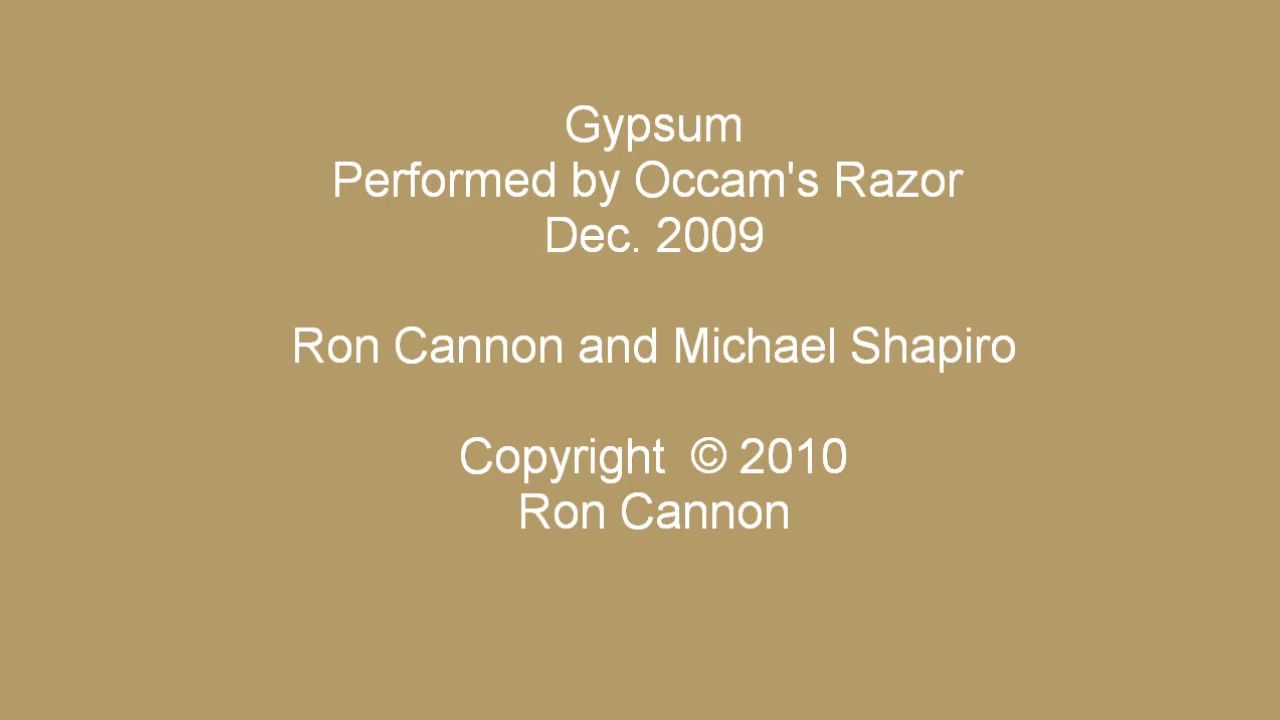 Gypsum
Performed by Occam's Razor
Dec. 2009
Ron Cannon and Michael Shapiro
Copyright  © 2010
Ron Cannon